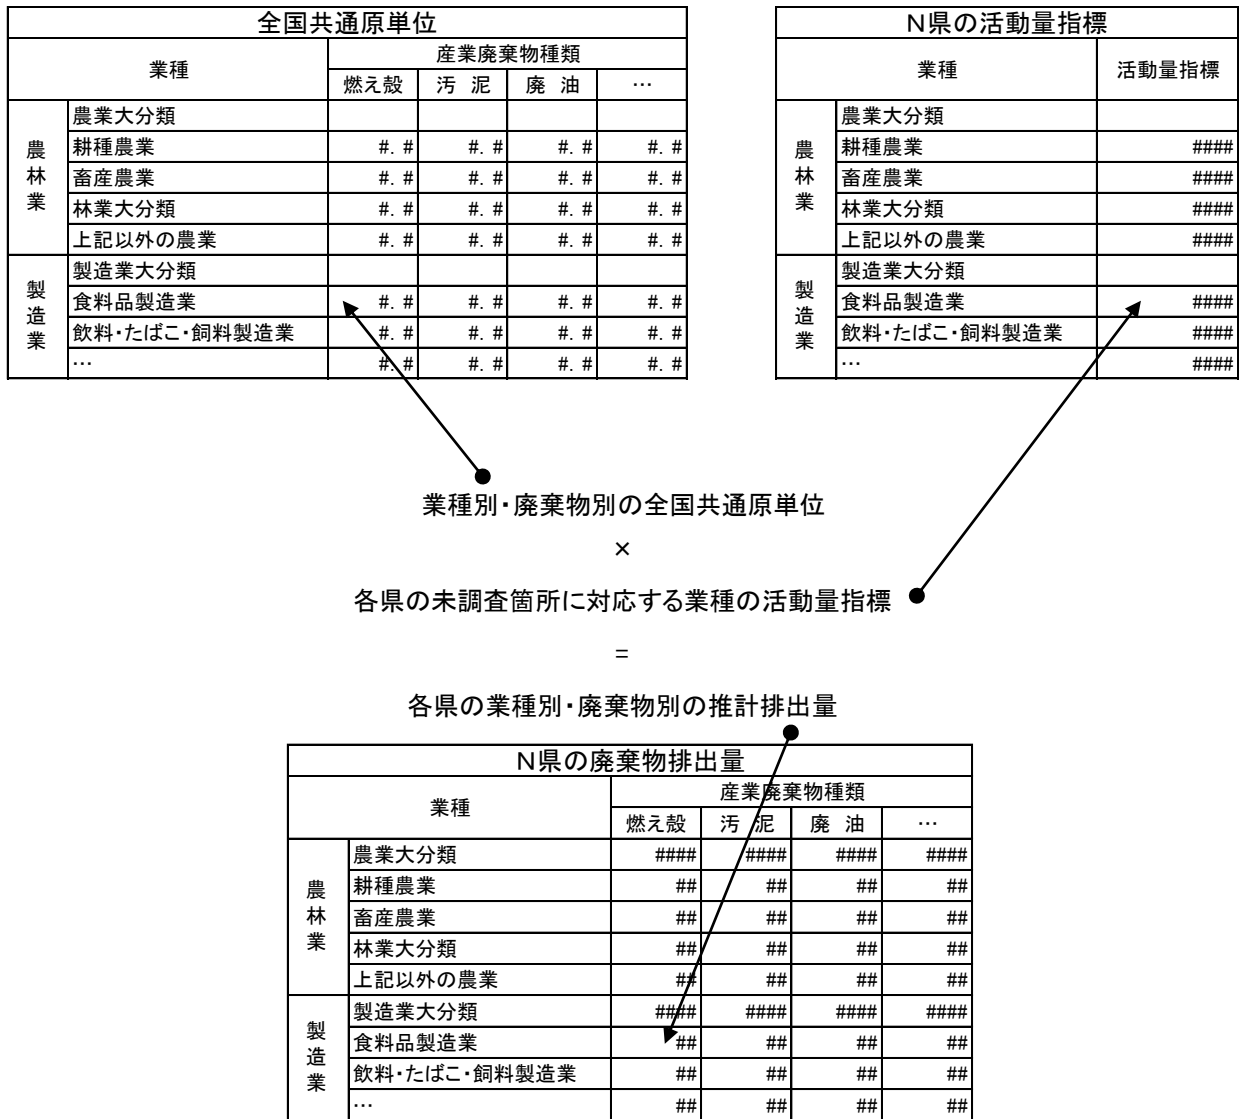 全国共通原単位
業種 産業廃棄物種類
燃え殻 汚 泥 廃 油 …
農林業
農業大分類
耕種農業 #. # #. # #. # #. #
畜産農業 #. # #. # #. # #. #
林業大分類 #. # #. # #. # #. #
上記以外の農業 #. # #. # #. # #. #
製造業
製造業大分類
食料品製造業 #. # #. # #. # #. #
飲料・たばこ・飼料製造業 #. # #. # #. # #. #
… #. # #. # #. # #. #
N県の活動量指標
業種 活動量指標
農林業
農業大分類
耕種農業 ####
畜産農業 ####
林業大分類 ####
上記以外の農業 ####
製造業
製造業大分類
食料品製造業 ####
飲料・たばこ・飼料製造業 ####
… ####
業種別・廃棄物別の全国共通原単位
×
各県の未調査箇所に対応する業種の活動量指標
=
各県の業種別・廃棄物別の推計排出量
N県の廃棄物排出量
業種 産業廃棄物種類
燃え殻 汚 泥 廃 油 …
農林業
農業大分類 #### #### #### ####
耕種農業 ## ## ## ##
畜産農業 ## ## ## ##
林業大分類 ## ## ## ##
上記以外の農業 ## ## ## ##
製造業
製造業大分類 #### #### #### ####
食料品製造業 ## ## ## ##
飲料・たばこ・飼料製造業 ## ## ## ##
… ## ## ## ##